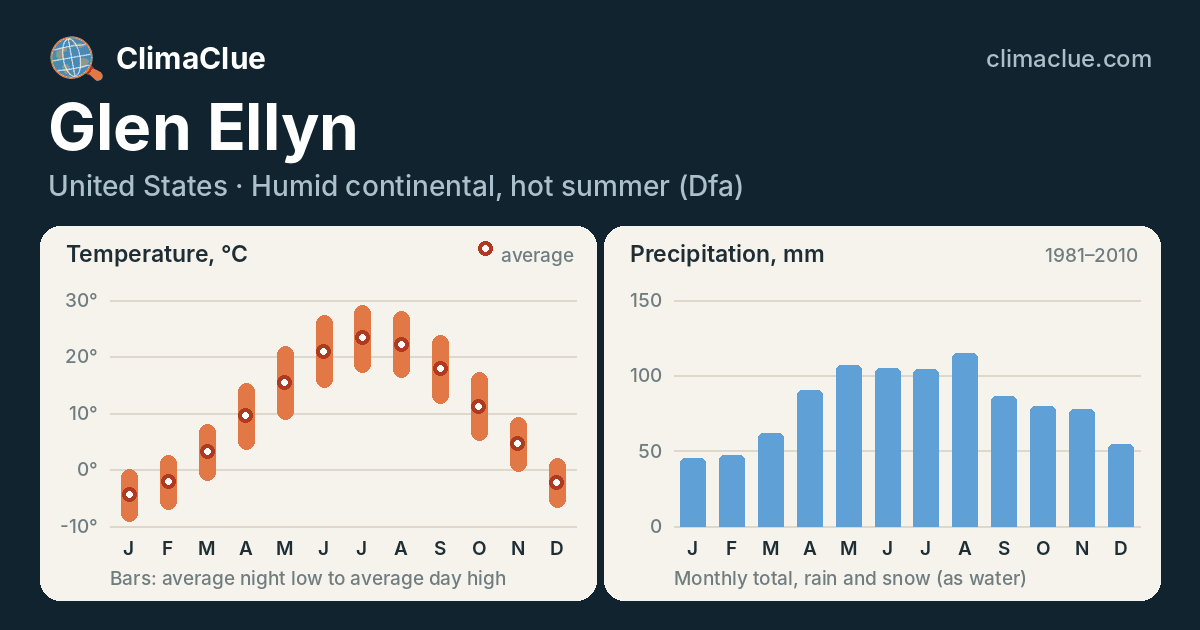 ClimaClue
climaclue.com
Glen Ellyn
United States · Humid continental, hot summer (Dfa)
Temperature, °C
average
30°
20°
10°
0°
-10°
J F M A M J J A S O N D
Bars: average night low to average day high
Precipitation, mm
1981–2010
150
100
50
0
J F M A M J J A S O N D
Monthly total, rain and snow (as water)